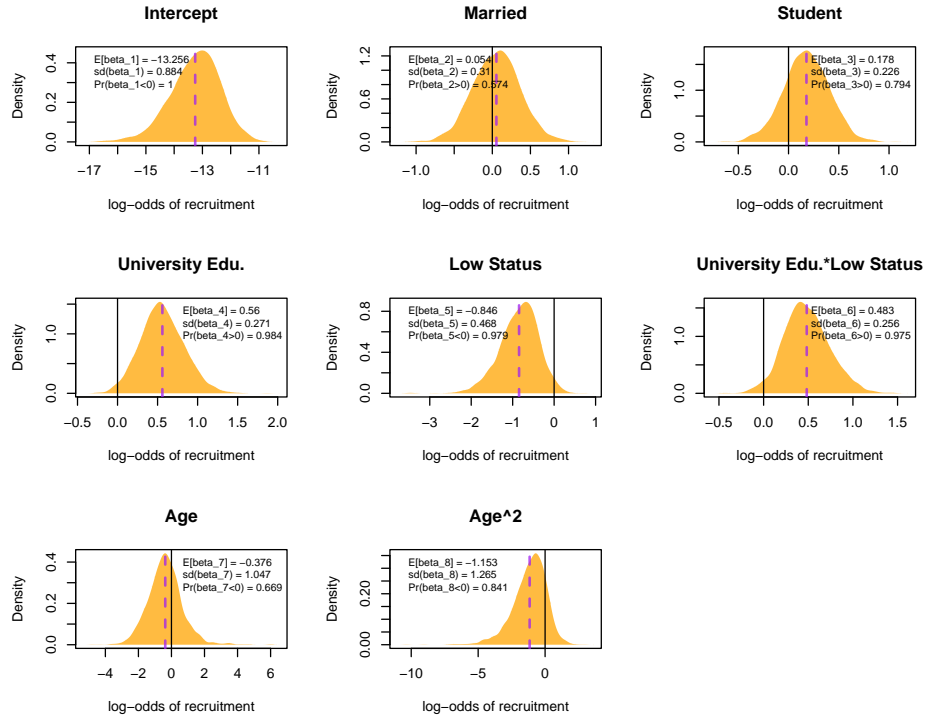 Intercept
E[beta_1] = −13.256
sd(beta_1) = 0.884
Pr(beta_1<0) = 1
Density
0.0 0.2 0.4
−17 −15 −13 −11
log−odds of recruitment
Married
E[beta_2] = 0.054
sd(beta_2) = 0.31
Pr(beta_2>0) = 0.574
Density
0.0 0.6 1.2
−1.0 0.0 0.5 1.0
log−odds of recruitment
Student
E[beta_3] = 0.178
sd(beta_3) = 0.226
Pr(beta_3>0) = 0.794
Density
0.0 1.0
−0.5 0.0 0.5 1.0
log−odds of recruitment
University Edu.
E[beta_4] = 0.56
sd(beta_4) = 0.271
Pr(beta_4>0) = 0.984
Density
0.0 1.0
−0.5 0.0 0.5 1.0 1.5 2.0
log−odds of recruitment
Low Status
E[beta_5] = −0.846
sd(beta_5) = 0.468
Pr(beta_5<0) = 0.979
Density
0.0 0.4 0.8
−3 −2 −1 0 1
log−odds of recruitment
University Edu.*Low Status
E[beta_6] = 0.483
sd(beta_6) = 0.256
Pr(beta_6>0) = 0.975
Density
0.0 1.0
−0.5 0.0 0.5 1.0 1.5
log−odds of recruitment
Age
E[beta_7] = −0.376
sd(beta_7) = 1.047
Pr(beta_7<0) = 0.669
Density
0.0 0.2 0.4
−4 −2 0 2 4 6
log−odds of recruitment
Age^2
E[beta_8] = −1.153
sd(beta_8) = 1.265
Pr(beta_8<0) = 0.841
Density
0.00 0.20
−10 −5 0
log−odds of recruitment